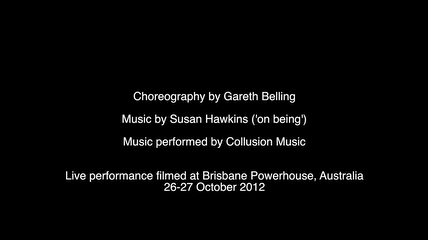 Choreography by Gareth Belling
Music by Susan Hawkins ('on being')
Music performed by Collusion Music
Live performance filmed at Brisbane Powerhouse, Australia
26-27 October 2012